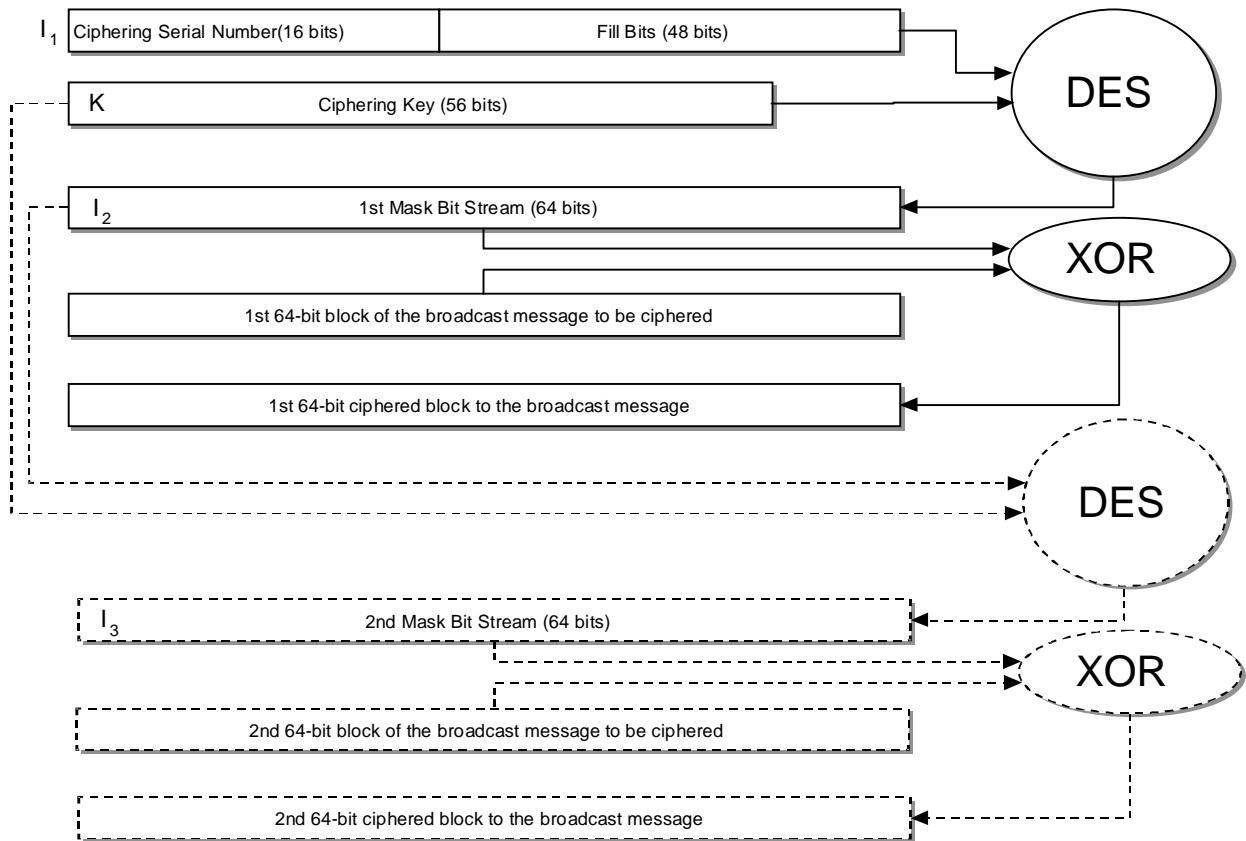 I1 Ciphering Serial Number(16 bits) Fill Bits (48 bits)
DES
K Ciphering Key (56 bits)
I2 1st Mask Bit Stream (64 bits)
XOR
1st 64-bit block of the broadcast message to be ciphered
1st 64-bit ciphered block to the broadcast message
DES
I3 2nd Mask Bit Stream (64 bits)
XOR
2nd 64-bit block of the broadcast message to be ciphered
2nd 64-bit ciphered block to the broadcast message